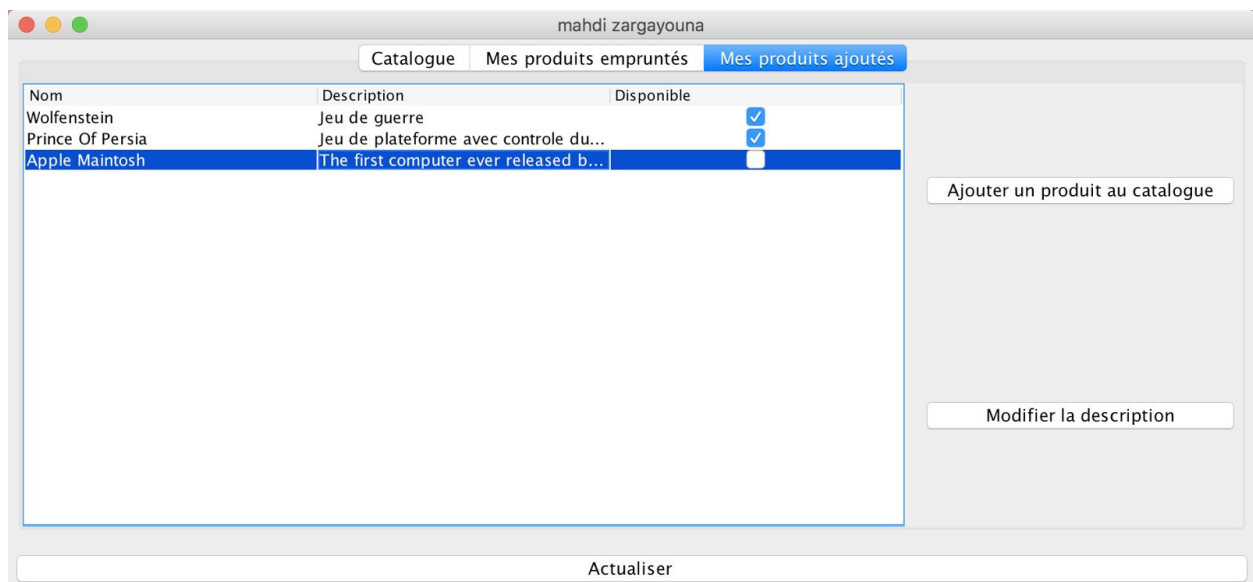 mahdi zargayouna
Catalogue Mes produits empruntés Mes produits ajoutés
Nom Description Disponible
Wolfenstein Jeu de guerre
Prince Of Persia Jeu de plateforme avec controle du...
Apple Maintosh The first computer ever released b...
Ajouter un produit au catalogue
Modifier la description
Actualiser